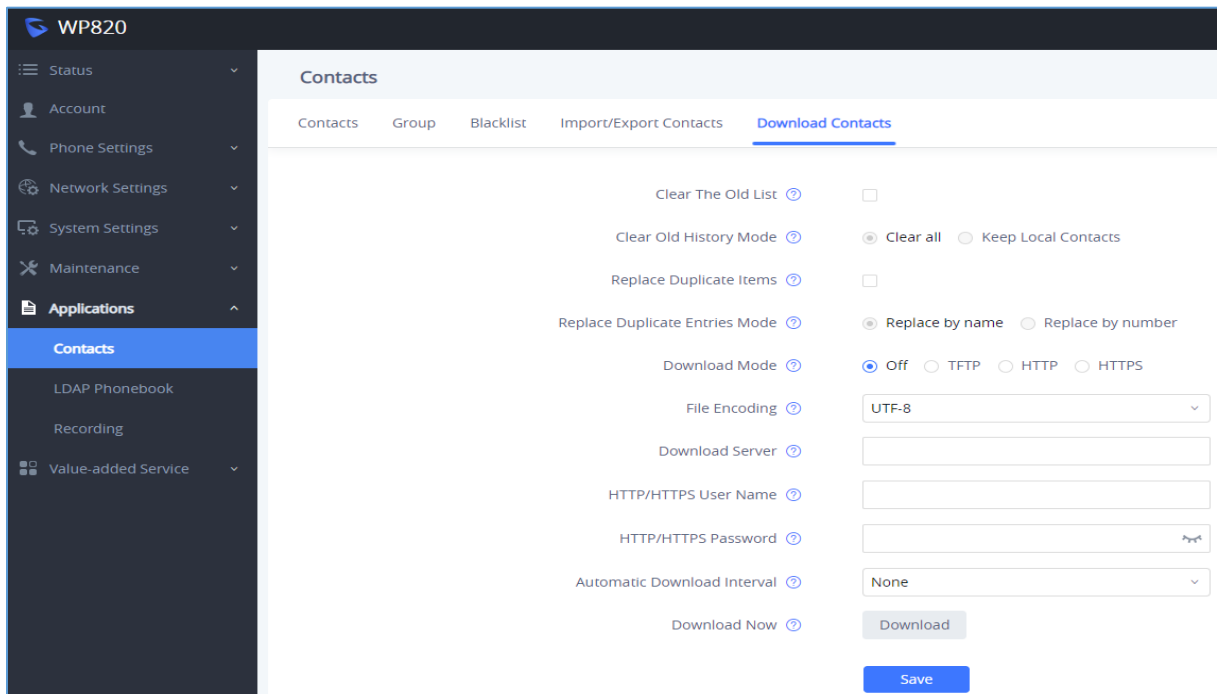 WP820
Status
Account
Phone Settings
Network Settings
System Settings
Maintenance
Applications
Contacts
LDAP Phonebook
Recording
Value-added Service
Contacts
Contacts Group Blacklist Import/Export Contacts Download Contacts
Clear The Old List ?
Clear Old History Mode ? Clear all Keep Local Contacts
Replace Duplicate Items ?
Replace Duplicate Entries Mode ? Replace by name Replace by number
Download Mode ? Off TFTP HTTP HTTPS
File Encoding ? UTF-8
Download Server ?
HTTP/HTTPS User Name ?
HTTP/HTTPS Password ?
Automatic Download Interval ? None
Download Now ? Download
Save